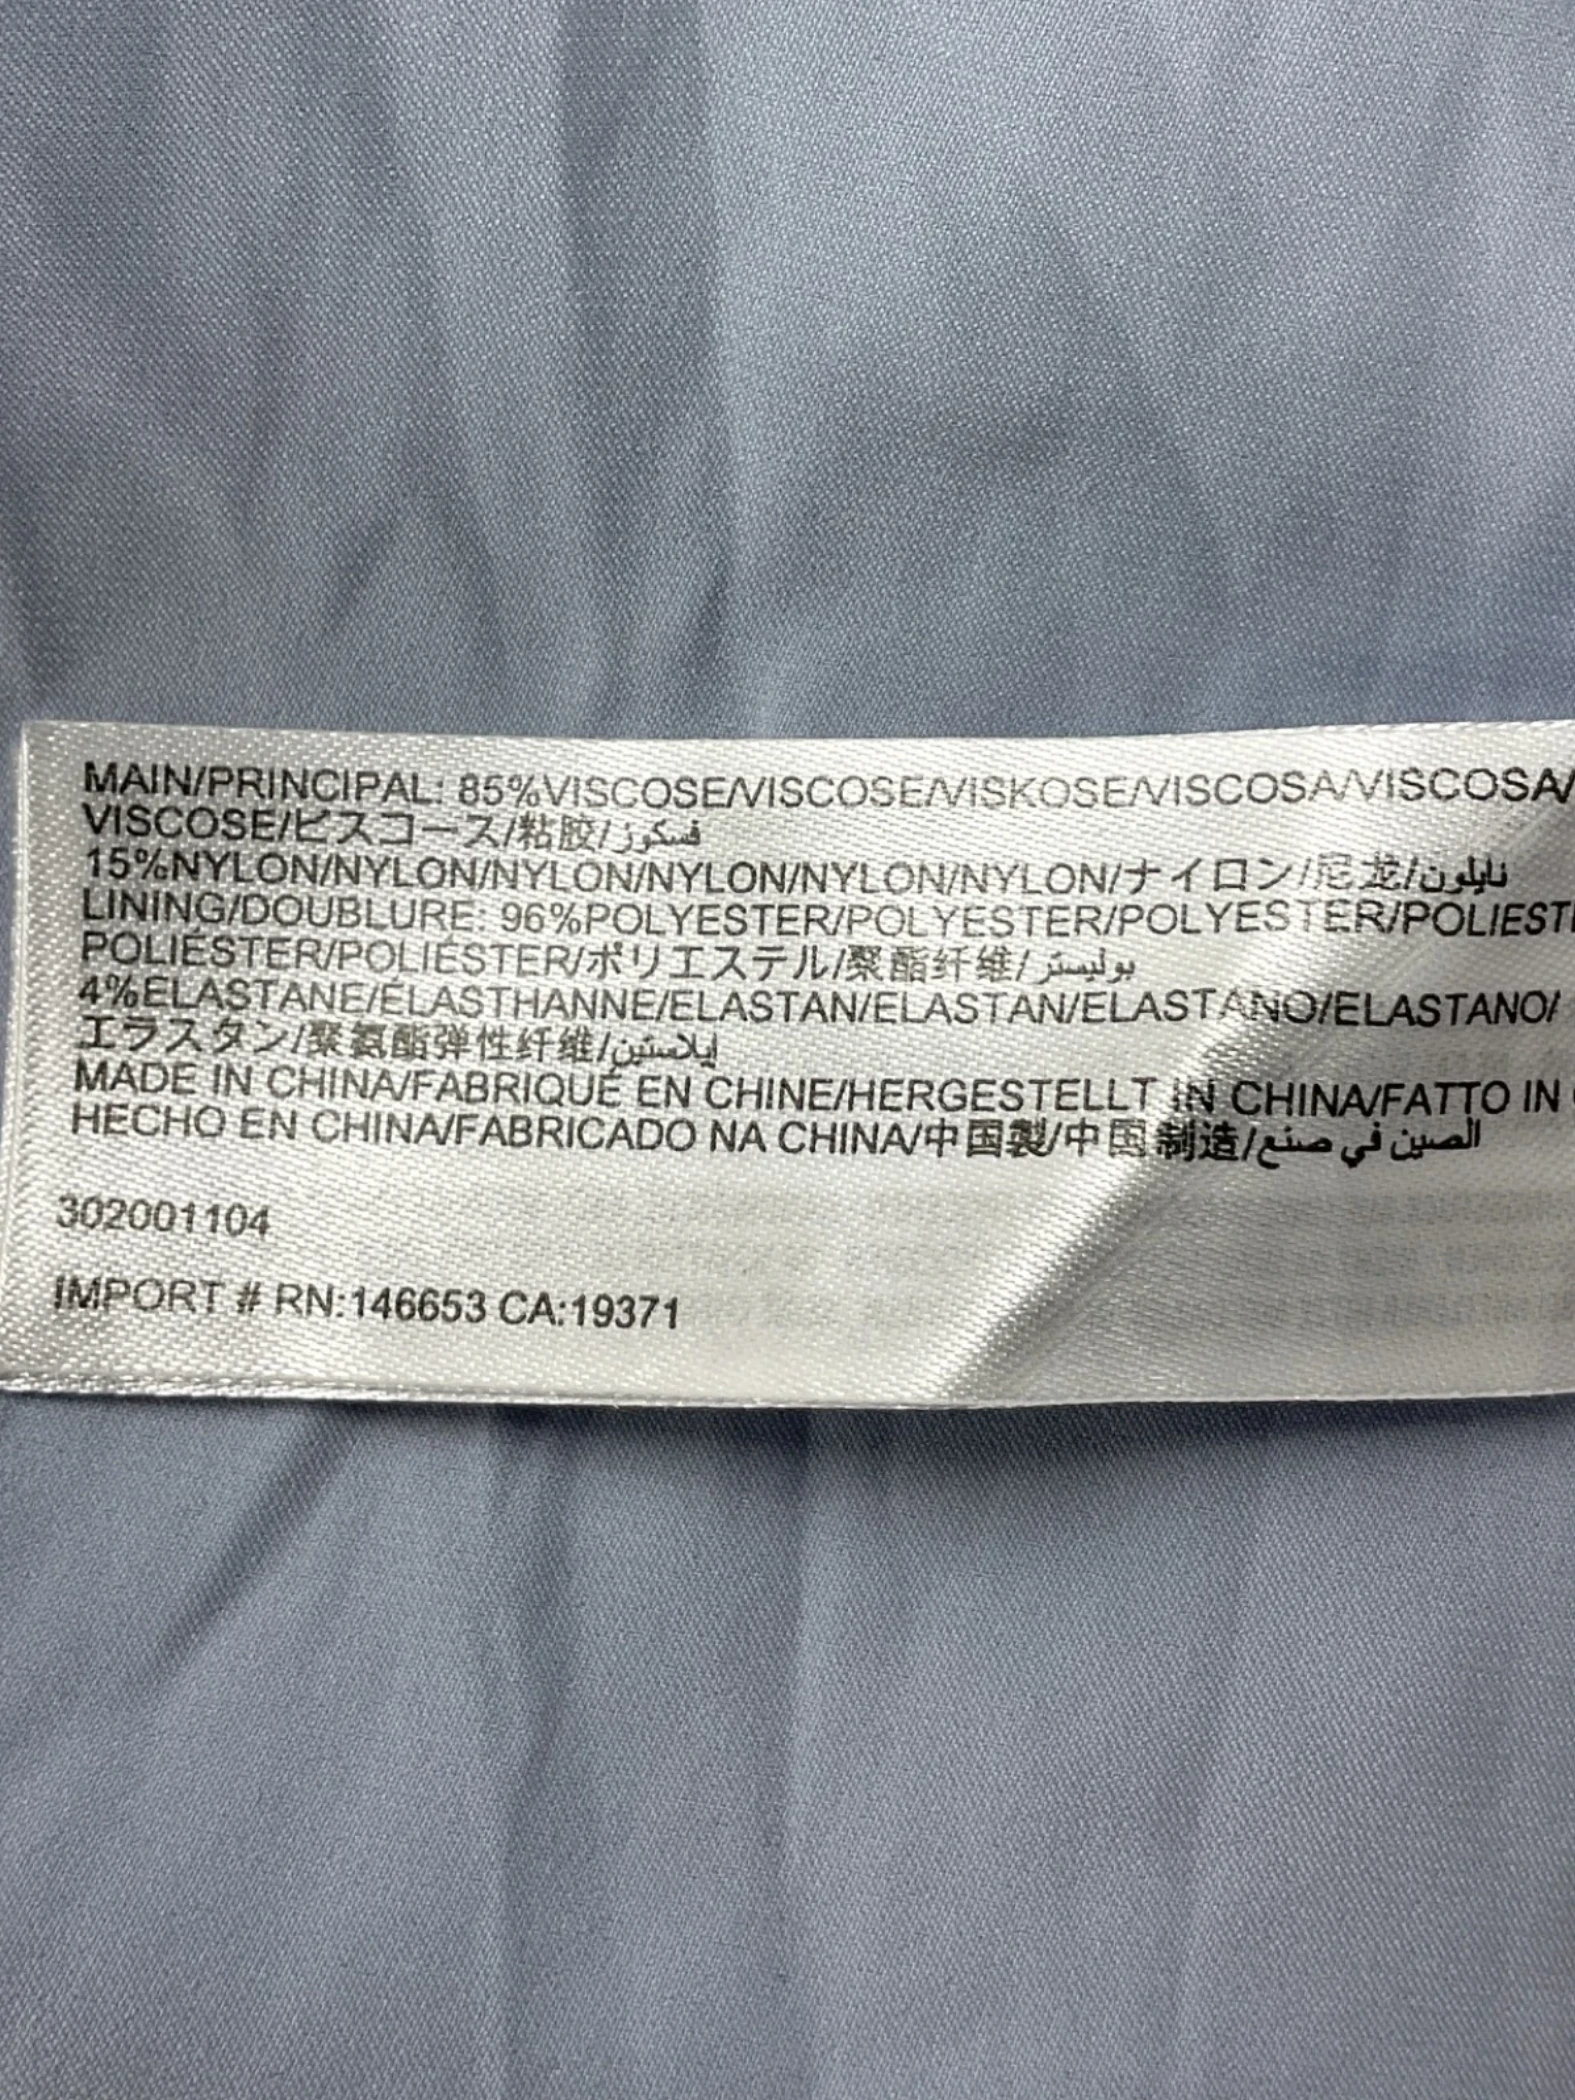 MAIN/PRINCIPAL: 85%VISCOSE/VISCOSE/VISKOSE/VISCOSA/VISCOSA/
VISCOSE/ビスコース/粘胶/فسكوز
15%NYLON/NYLON/NYLON/NYLON/NYLON/NYLON/ナイロン/尼龙/نايلون
LINING/DOUBLURE: 96%POLYESTER/POLYESTER/POLYESTER/
POLIÉSTER/POLIÉSTER/ポリエステル/聚酯纤维/بوليستر
4%ELASTANE/ÉLASTHANNE/ELASTAN/ELASTAN/ELASTANO/ELASTANO/
エラスタン/聚氨酯弹性纤维/إيلاستين
MADE IN CHINA/FABRIQUÉ EN CHINE/HERGESTELLT IN CHINA/FATTO IN
HECHO EN CHINA/FABRICADO NA CHINA/中国製/中国制造/الصين في صنع
302001104
IMPORT # RN:146653 CA:19371